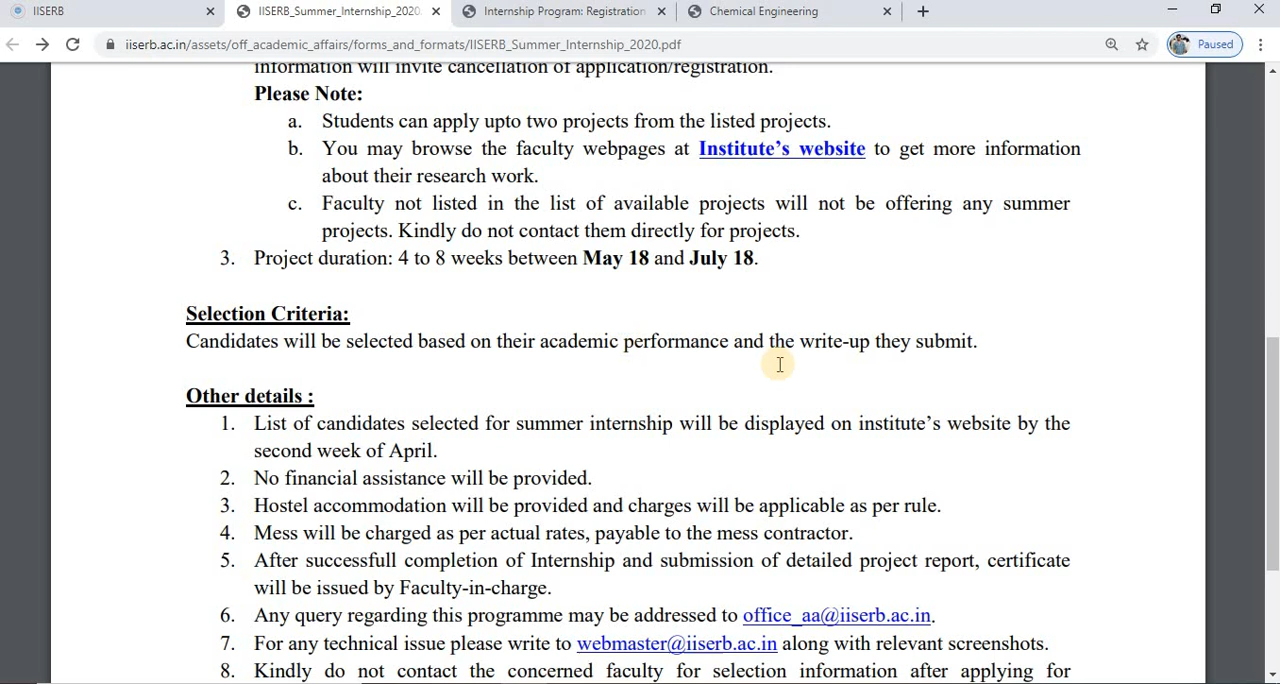 IISERB
IISERB_Summer_Internship_2020
Internship Program: Registration
Chemical Engineering
iiserb.ac.in/assets/off_academic_affairs/forms_and_formats/IISERB_Summer_Internship_2020.pdf
Paused
information will invite cancellation of application/registration.
Please Note:
a. Students can apply upto two projects from the listed projects.
b. You may browse the faculty webpages at Institute's website to get more information
about their research work.
c. Faculty not listed in the list of available projects will not be offering any summer
projects. Kindly do not contact them directly for projects.
3. Project duration: 4 to 8 weeks between May 18 and July 18.
Selection Criteria:
Candidates will be selected based on their academic performance and the write-up they submit.
Other details :
1. List of candidates selected for summer internship will be displayed on institute's website by the
second week of April.
2. No financial assistance will be provided.
3. Hostel accommodation will be provided and charges will be applicable as per rule.
4. Mess will be charged as per actual rates, payable to the mess contractor.
5. After successfull completion of Internship and submission of detailed project report, certificate
will be issued by Faculty-in-charge.
6. Any query regarding this programme may be addressed to office_aa@iiserb.ac.in.
7. For any technical issue please write to webmaster@iiserb.ac.in along with relevant screenshots.
8. Kindly do not contact the concerned faculty for selection information after applying for